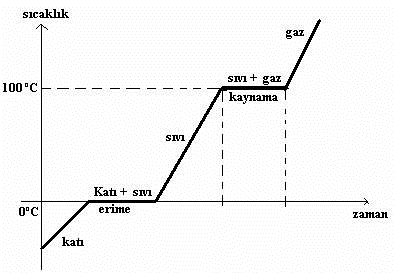 sıcaklık
gaz
100°C
sıvı + gaz
kaynama
sıvı
Katı + sıvı
0°C
erime
zaman
katı